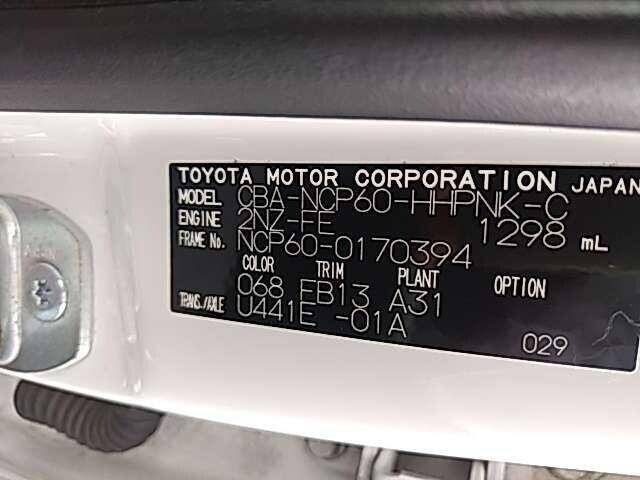 TOYOTA MOTOR CORPORATION JAPAN
MODEL CBA-NCP60-HHPNK-C
ENGINE 2NZ-FE 1298 mL
FRAME No. NCP60-0170394
COLOR TRIM PLANT OPTION
068 EB13 A31
TRANS./AXLE U441E -01A
029